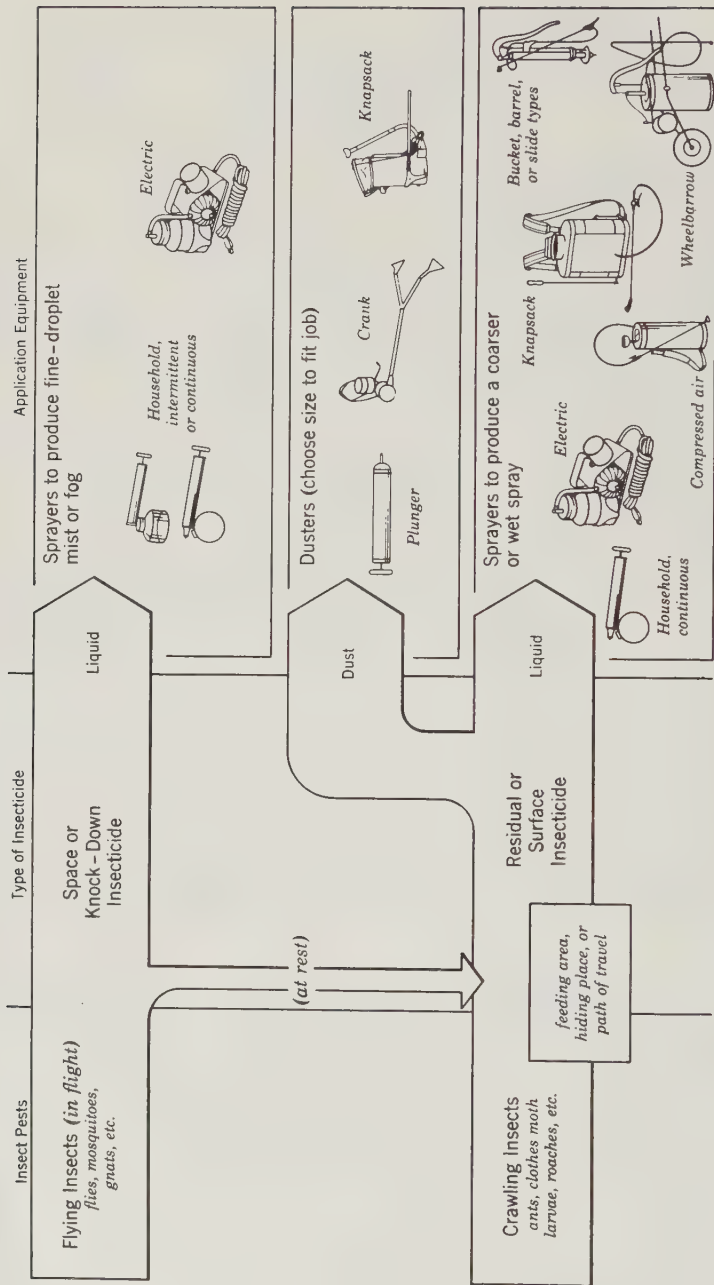 Insect Pests
Type of Insecticide
Application Equipment
Flying Insects (in flight)
flies, mosquitoes,
gnats, etc.
Space or
Knock-Down
Insecticide
Liquid
Sprayers to produce fine-droplet
mist or fog
Household,
intermittent
or continuous
Electric
(at rest)
Dust
Dusters (choose size to fit job)
Plunger
Crank
Knapsack
Crawling Insects
ants, clothes moth
larvae, roaches, etc.
feeding area,
hiding place, or
path of travel
Residual or
Surface
Insecticide
Liquid
Sprayers to produce a coarser
or wet spray
Household,
continuous
Electric
Compressed air
Knapsack
Wheelbarrow
Bucket, barrel,
or slide types